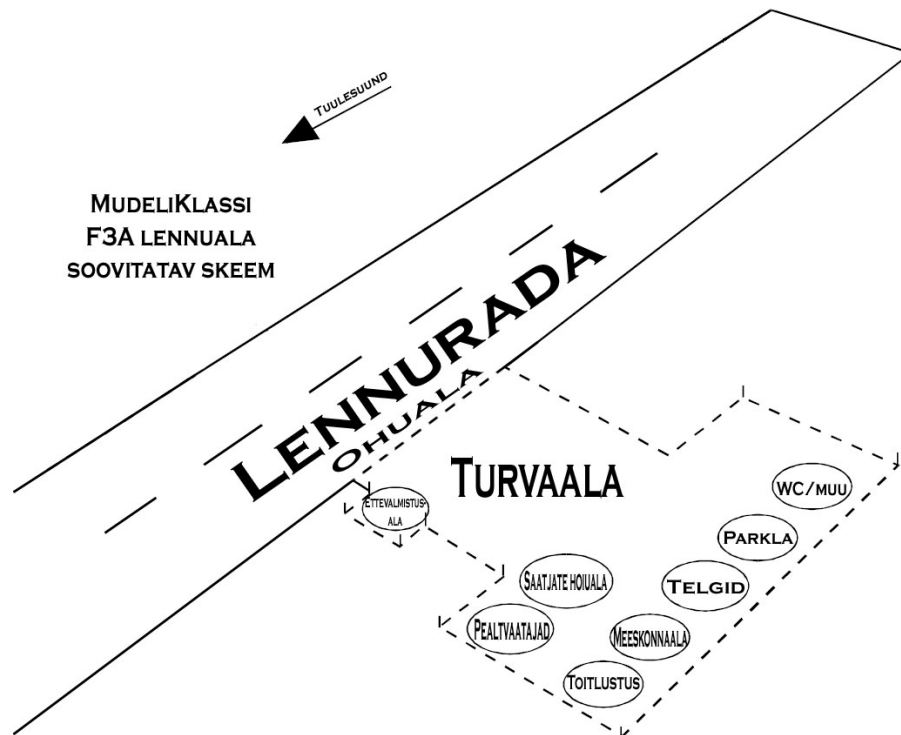 Tuulesuund
MudeliKlassi
F3A lennuala
soovitatav skeem
Lennurada
Ohuala
Turvaala
Ettevalmistus-
ala
WC/muu
Parkla
Telgid
Saatjate hoiuala
Pealtvaatajad
Meeskonnaala
Toitlustus